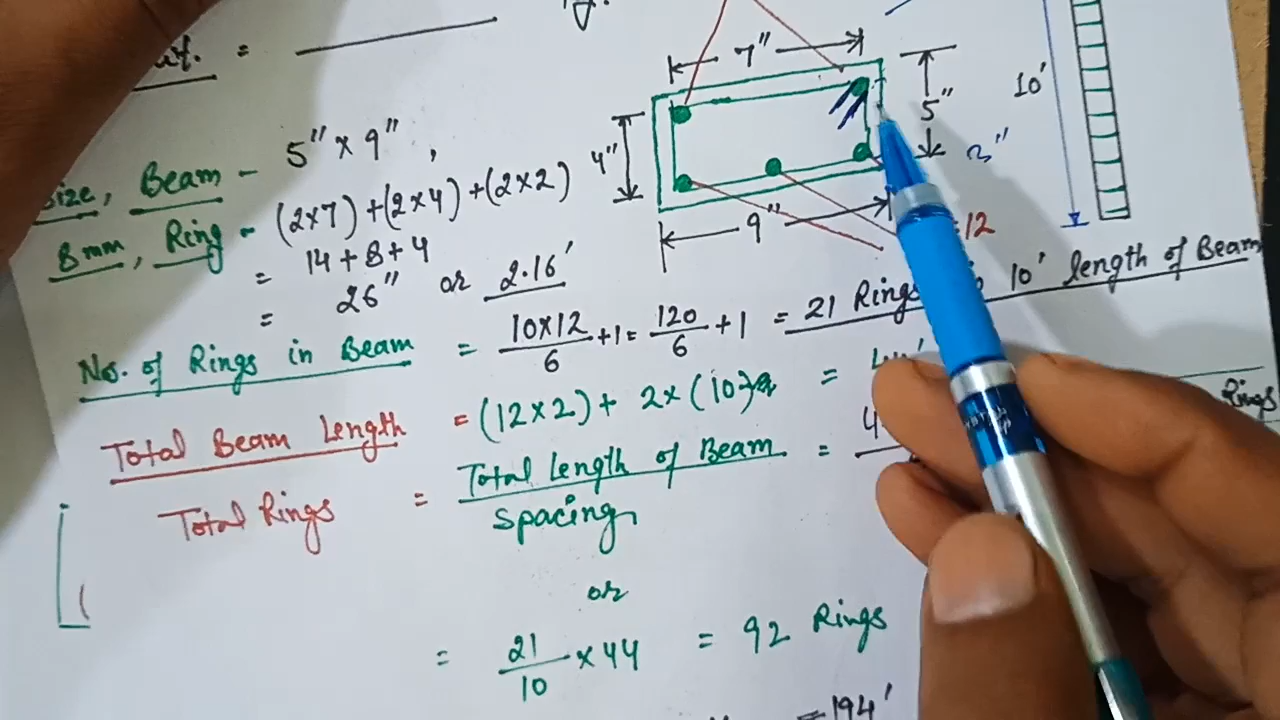 7"
5"
10'
4"
3"
9"
=12
Size, Beam - 5" x 9",
8mm, Ring - (2x7) + (2x4) + (2x2)
= 14 + 8 + 4
= 26" or 2.16'
Nos. of Rings in Beam = 10x12/6 + 1 = 120/6 + 1 = 21 Rings 10' length of Beam
Total Beam Length = (12x2) + 2x(10) =
Total Rings = Total Length of Beam / Spacing = 4 Rings
or
= 21/10 x 44 = 92 Rings
=194'